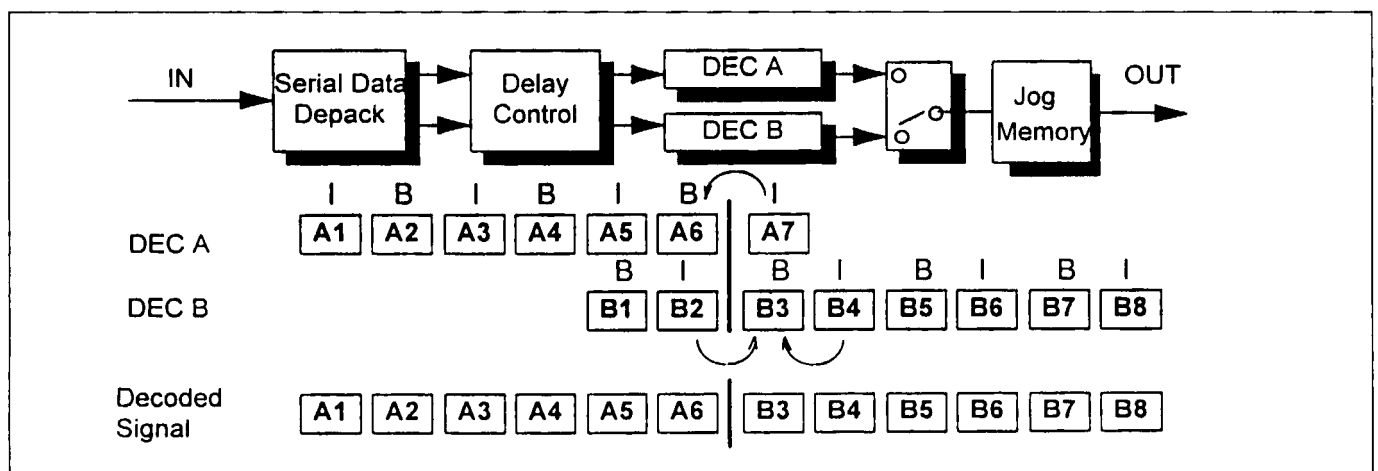 IN
Serial Data
Depack
Delay
Control
DEC A
DEC B
Jog
Memory
OUT
I B I B I B I
DEC A
A1 A2 A3 A4 A5 A6 A7
B I B I B I B I
DEC B
B1 B2 B3 B4 B5 B6 B7 B8
Decoded
Signal
A1 A2 A3 A4 A5 A6 B3 B4 B5 B6 B7 B8